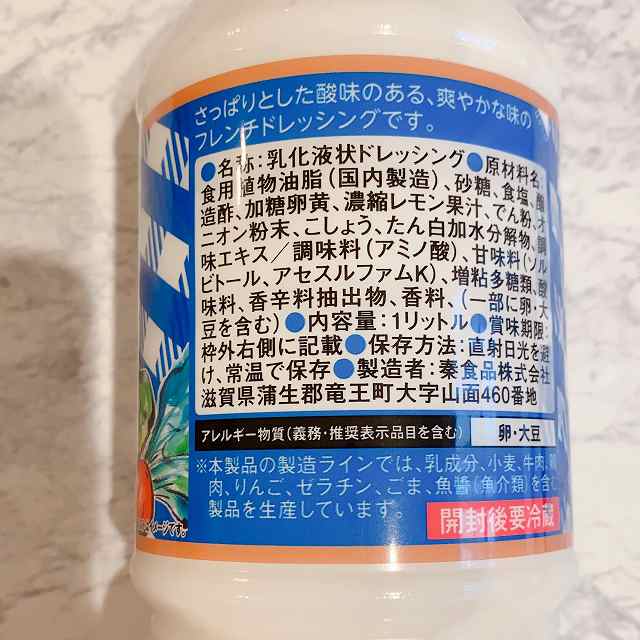 さっぱりとした酸味のある、爽やかな味の
フレンチドレッシングです。
●名称:乳化液状ドレッシング●原材料名:
食用植物油脂(国内製造)、砂糖、食塩、醸
造酢、加糖卵黄、濃縮レモン果汁、でん粉、オ
ニオン粉末、こしょう、たん白加水分解物、調
味エキス/調味料(アミノ酸)、甘味料(ソル
ビトール、アセスルファムK)、増粘多糖類、酸
味料、香辛料抽出物、香料、(一部に卵・大
豆を含む)●内容量:1リットル●賞味期限:
枠外右側に記載●保存方法:直射日光を避
け、常温で保存●製造者:秦食品株式会社
滋賀県蒲生郡竜王町大字山面460番地
アレルギー物質(義務・推奨表示品目を含む) 卵・大豆
※本製品の製造ラインでは、乳成分、小麦、牛肉、
肉、りんご、ゼラチン、ごま、魚醤(魚介類)を含む
製品を生産しています。
開封後要冷蔵
イメージです。